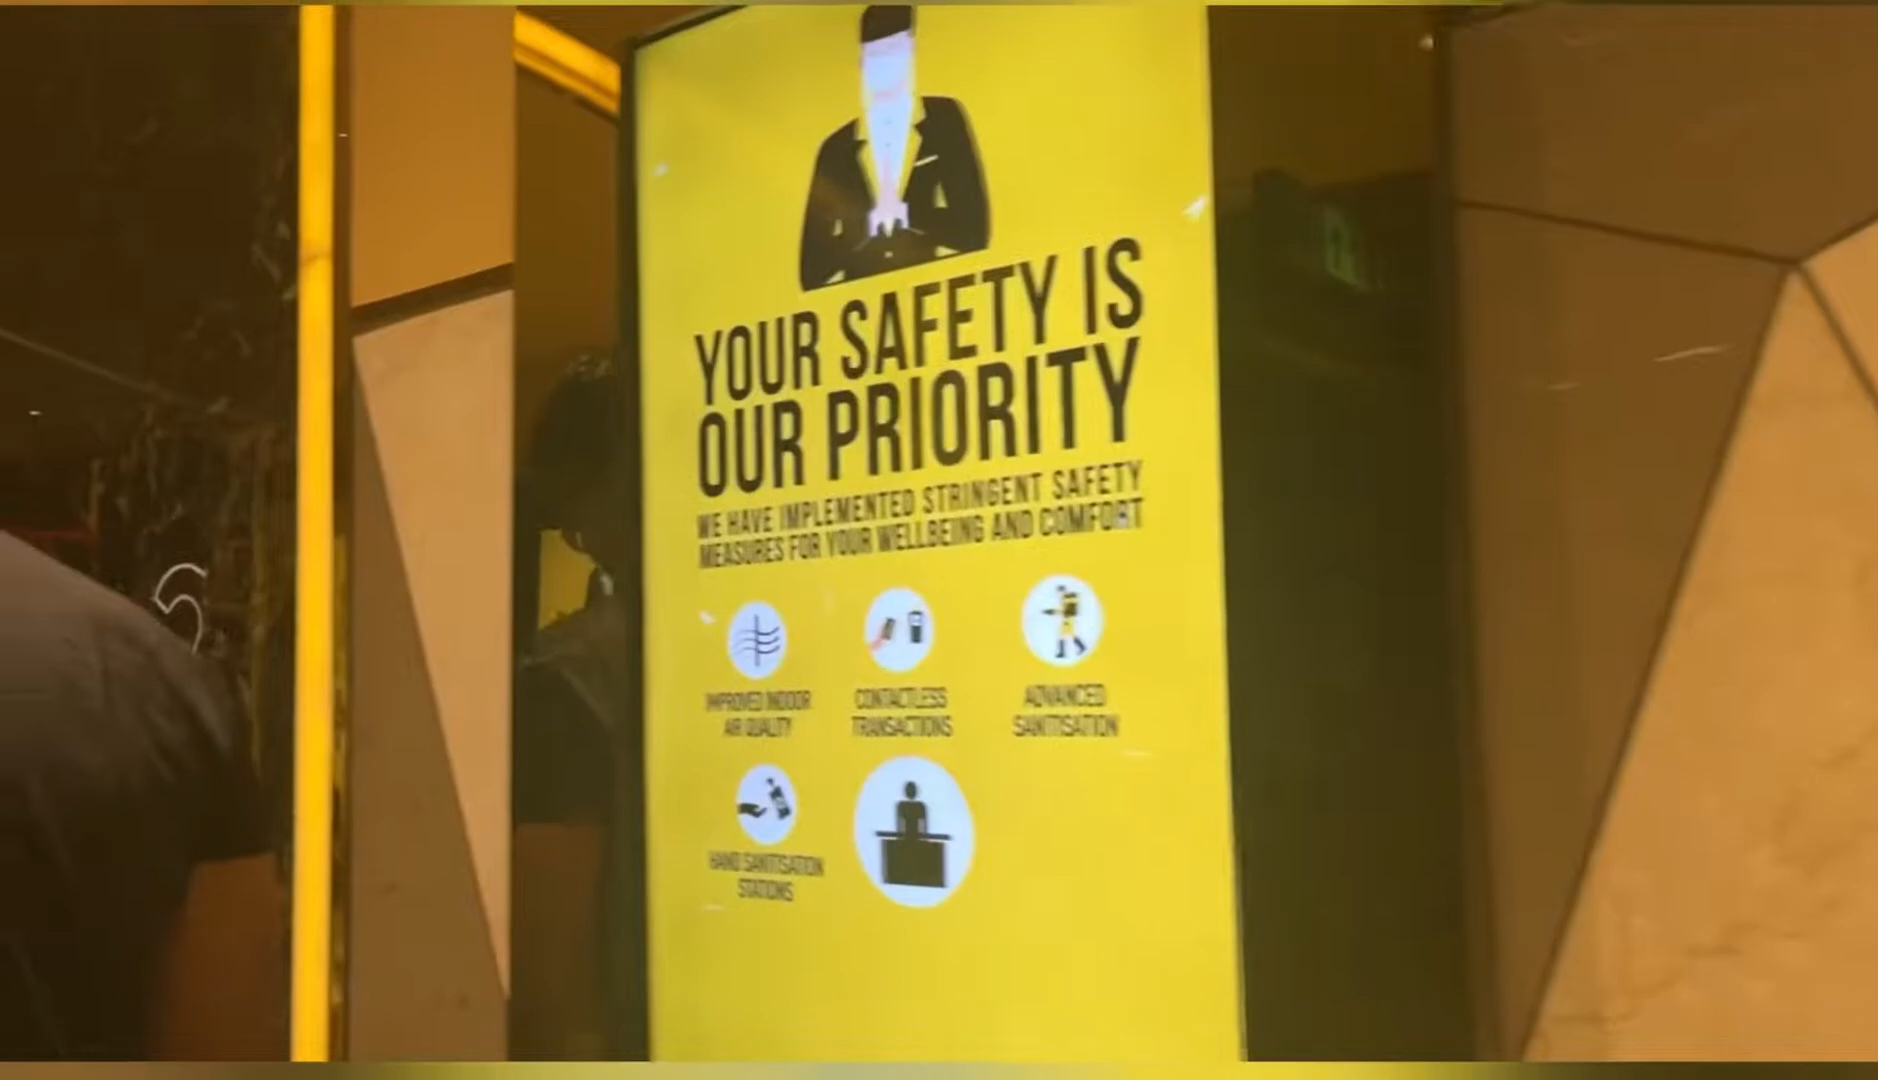 YOUR SAFETY IS
OUR PRIORITY
WE HAVE IMPLEMENTED STRINGENT SAFETY
MEASURES FOR YOUR WELLBEING AND COMFORT
IMPROVED INDOOR
AIR QUALITY
CONTACTLESS
TRANSACTIONS
ADVANCED
SANITISATION
HAND SANITISATION
STATIONS